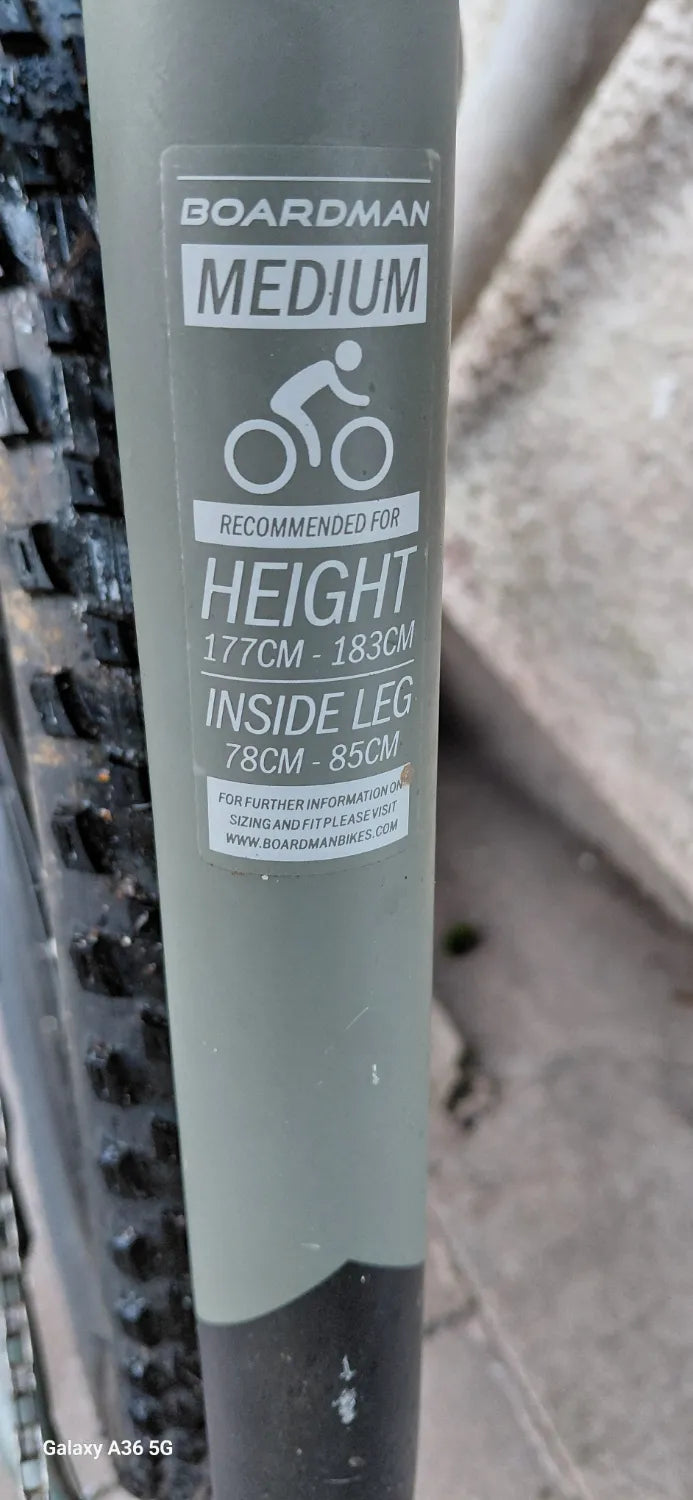 BOARDMAN
MEDIUM
RECOMMENDED FOR
HEIGHT
177CM - 183CM
INSIDE LEG
78CM - 85CM
FOR FURTHER INFORMATION ON
SIZING AND FIT PLEASE VISIT
WWW.BOARDMANBIKES.COM
Galaxy A36 5G